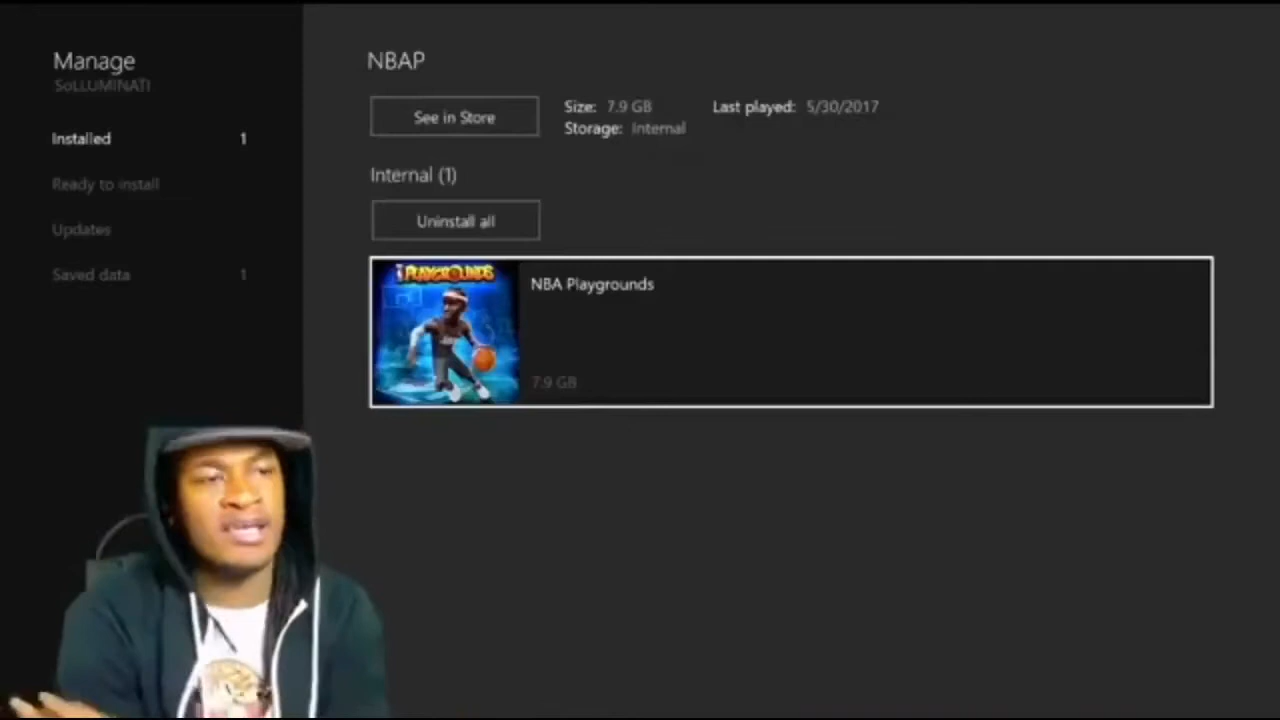 Manage
SoLLUMINATI
Installed 1
Ready to install
Updates
Saved data 1
NBAP
See in Store
Size: 7.9 GB
Storage: Internal
Last played: 5/30/2017
Internal (1)
Uninstall all
PLAYGROUNDS
NBA Playgrounds
7.9 GB